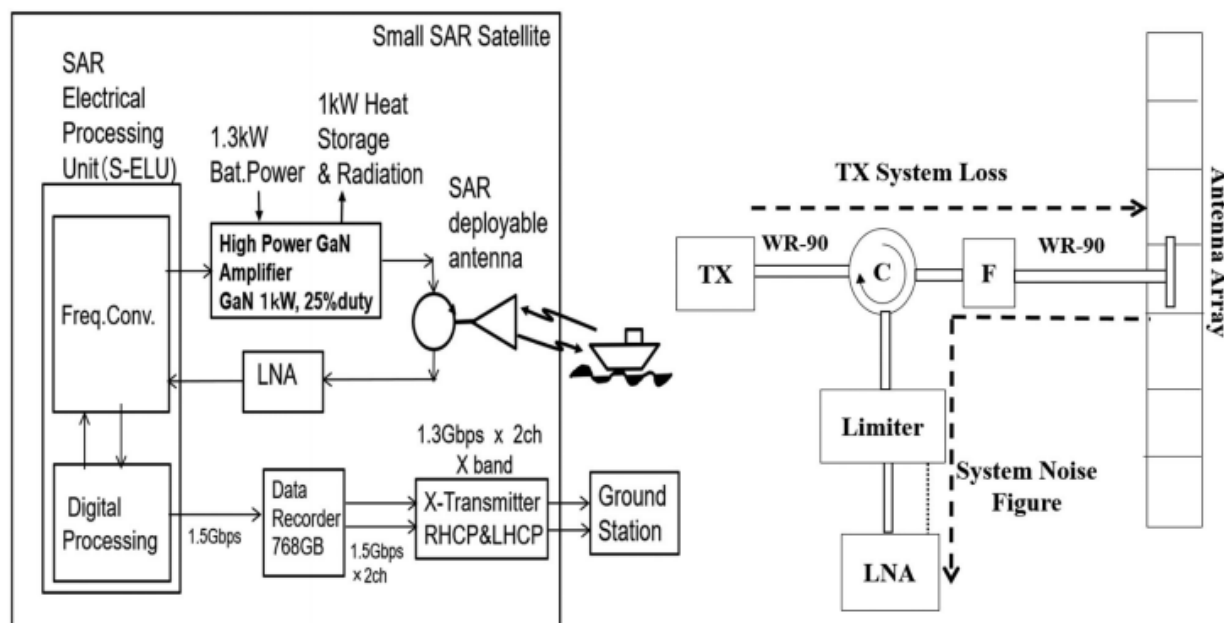 Small SAR Satellite
SAR
Electrical
Processing
Unit(S-ELU)
1.3kW
Bat.Power
1kW Heat
Storage
& Radiation
SAR
deployable
antenna
High Power GaN
Amplifier
GaN 1kW, 25%duty
Freq.Conv.
LNA
Digital
Processing
1.5Gbps
Data
Recorder
768GB
1.5Gbps
×2ch
1.3Gbps x 2ch
X band
X-Transmitter
RHCP&LHCP
Ground
Station
TX System Loss
TX
WR-90
C
F
WR-90
Antenna Array
Limiter
System Noise
Figure
LNA